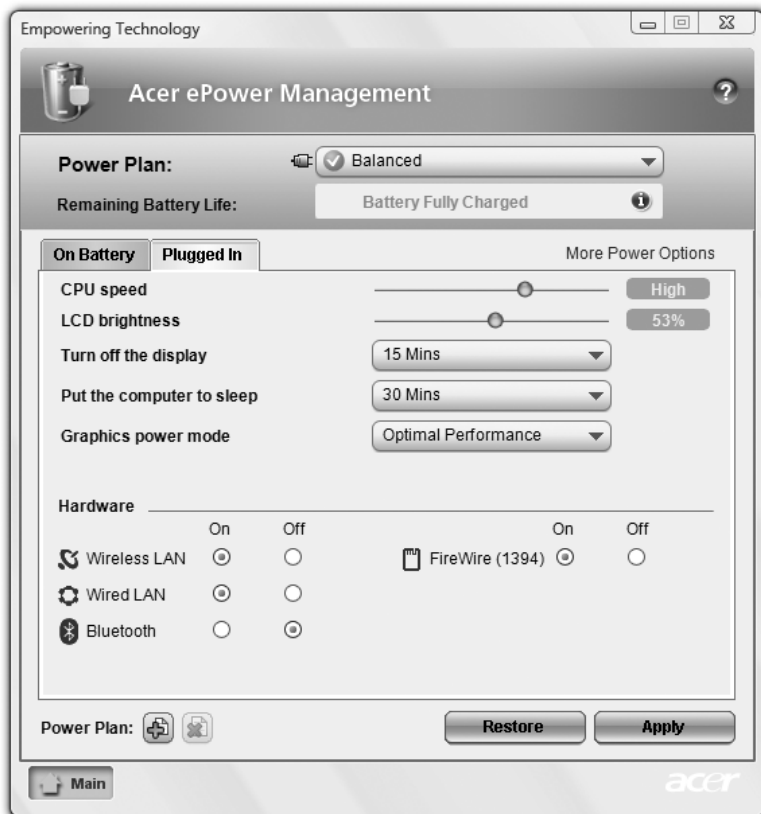 Empowering Technology
Acer ePower Management
?
Power Plan:
Balanced
Remaining Battery Life:
Battery Fully Charged
i
On Battery
Plugged In
More Power Options
CPU speed
High
LCD brightness
53%
Turn off the display
15 Mins
Put the computer to sleep
30 Mins
Graphics power mode
Optimal Performance
Hardware
On Off On Off
Wireless LAN
FireWire (1394)
Wired LAN
Bluetooth
Power Plan:
Restore
Apply
Main
acer